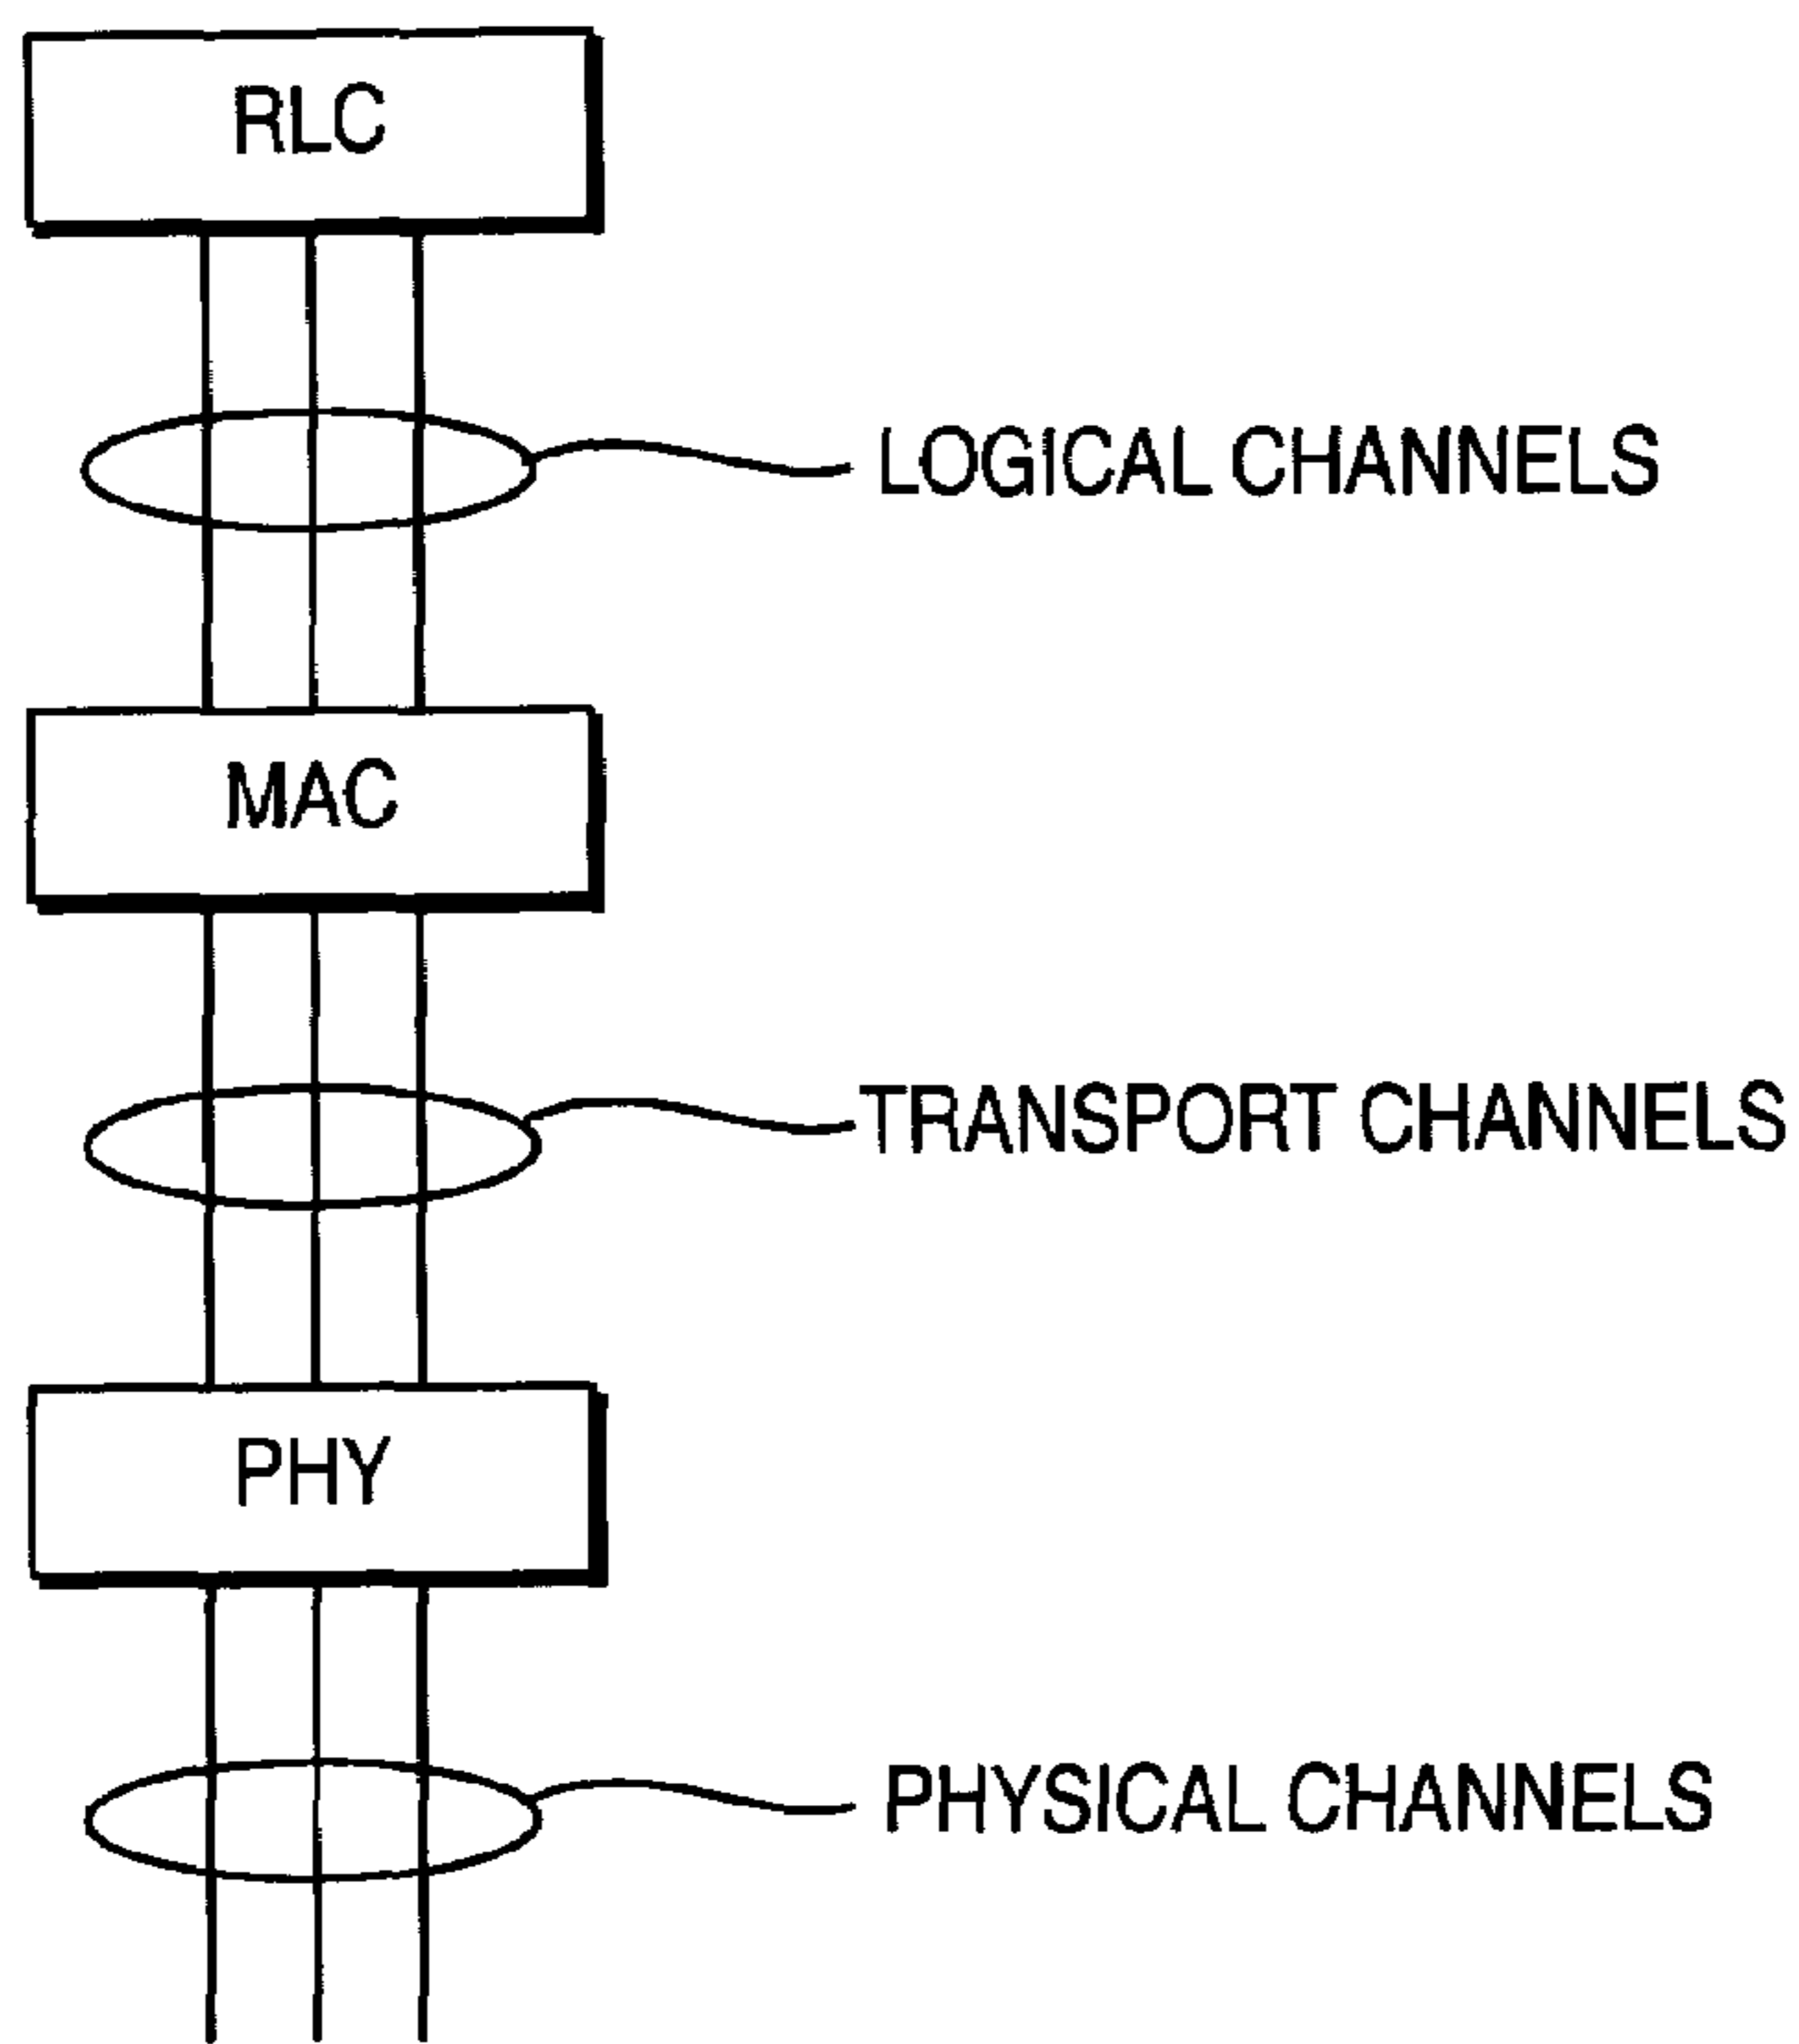 RLC
LOGICAL CHANNELS
MAC
TRANSPORT CHANNELS
PHY
PHYSICAL CHANNELS